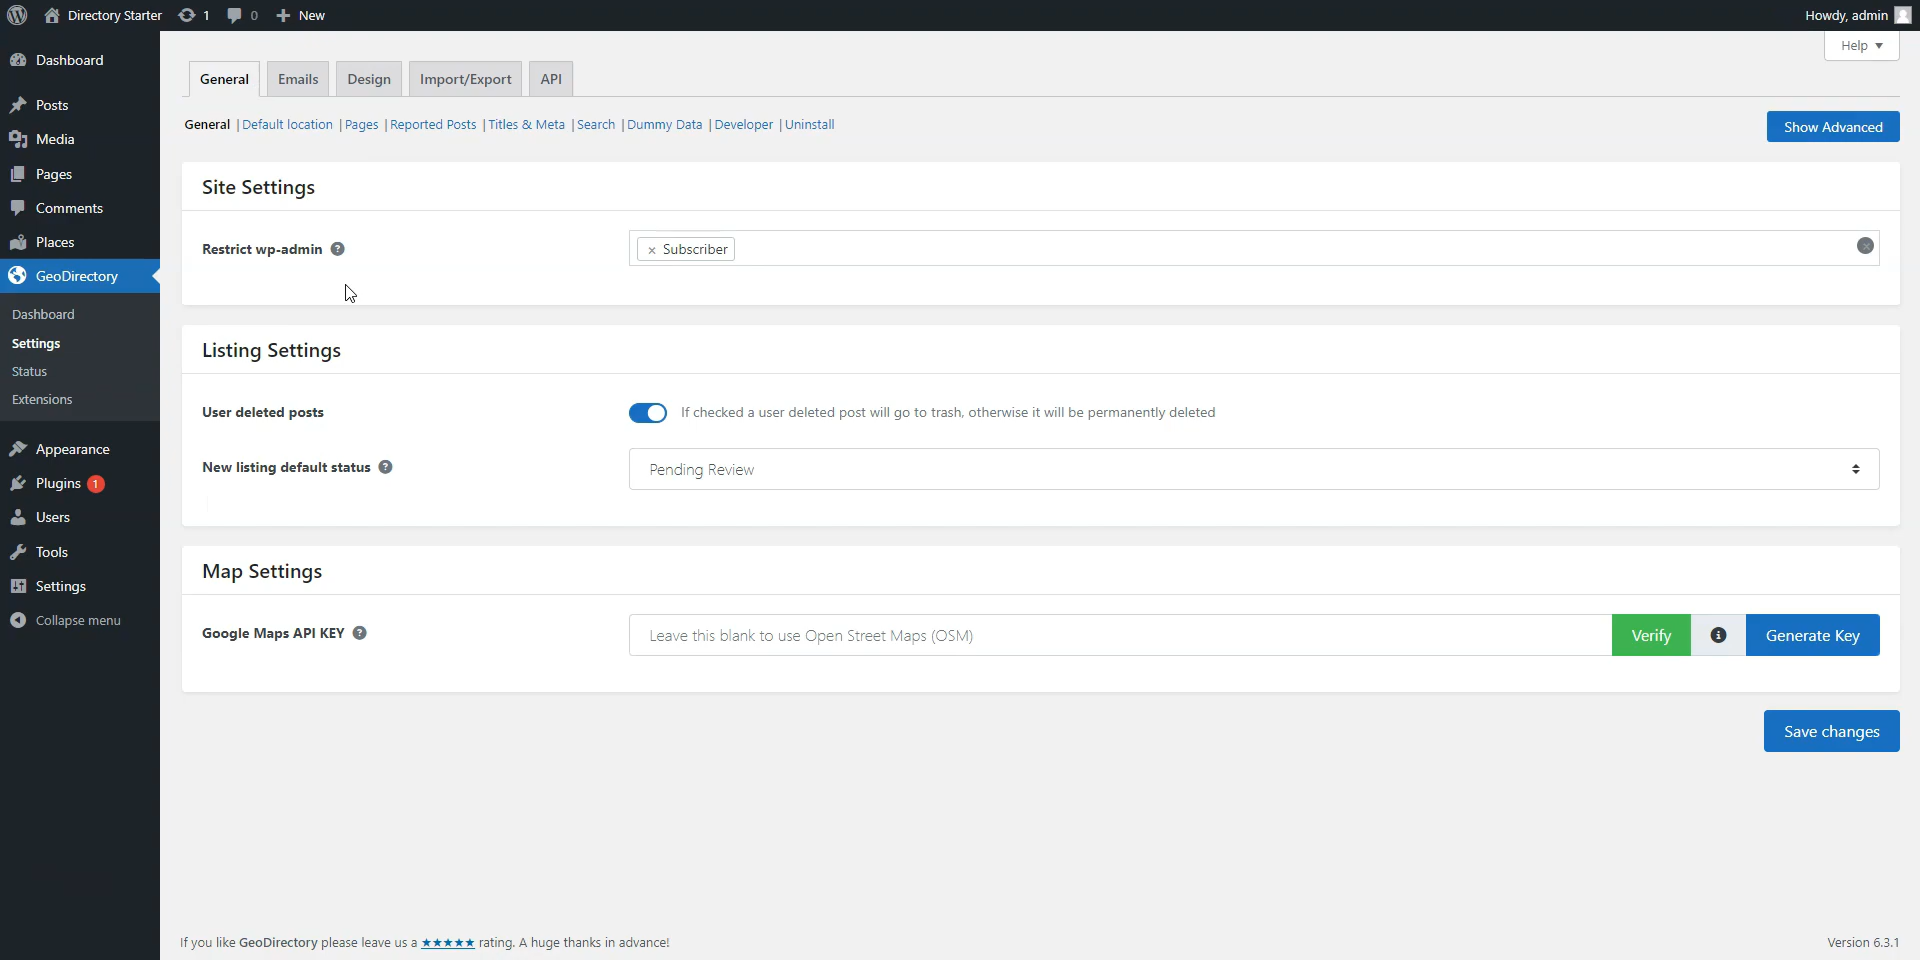 Directory Starter 1 0 New Howdy, admin
Help
Dashboard
Posts
Media
Pages
Comments
Places
GeoDirectory
Dashboard
Settings
Status
Extensions
Appearance
Plugins 1
Users
Tools
Settings
Collapse menu
General Emails Design Import/Export API
General | Default location | Pages | Reported Posts | Titles & Meta | Search | Dummy Data | Developer | Uninstall
Show Advanced
Site Settings
Restrict wp-admin ? × Subscriber ×
Listing Settings
User deleted posts If checked a user deleted post will go to trash, otherwise it will be permanently deleted
New listing default status ? Pending Review
Map Settings
Google Maps API KEY ? Leave this blank to use Open Street Maps (OSM) Verify i Generate Key
Save changes
If you like GeoDirectory please leave us a ★★★★★ rating. A huge thanks in advance! Version 6.3.1